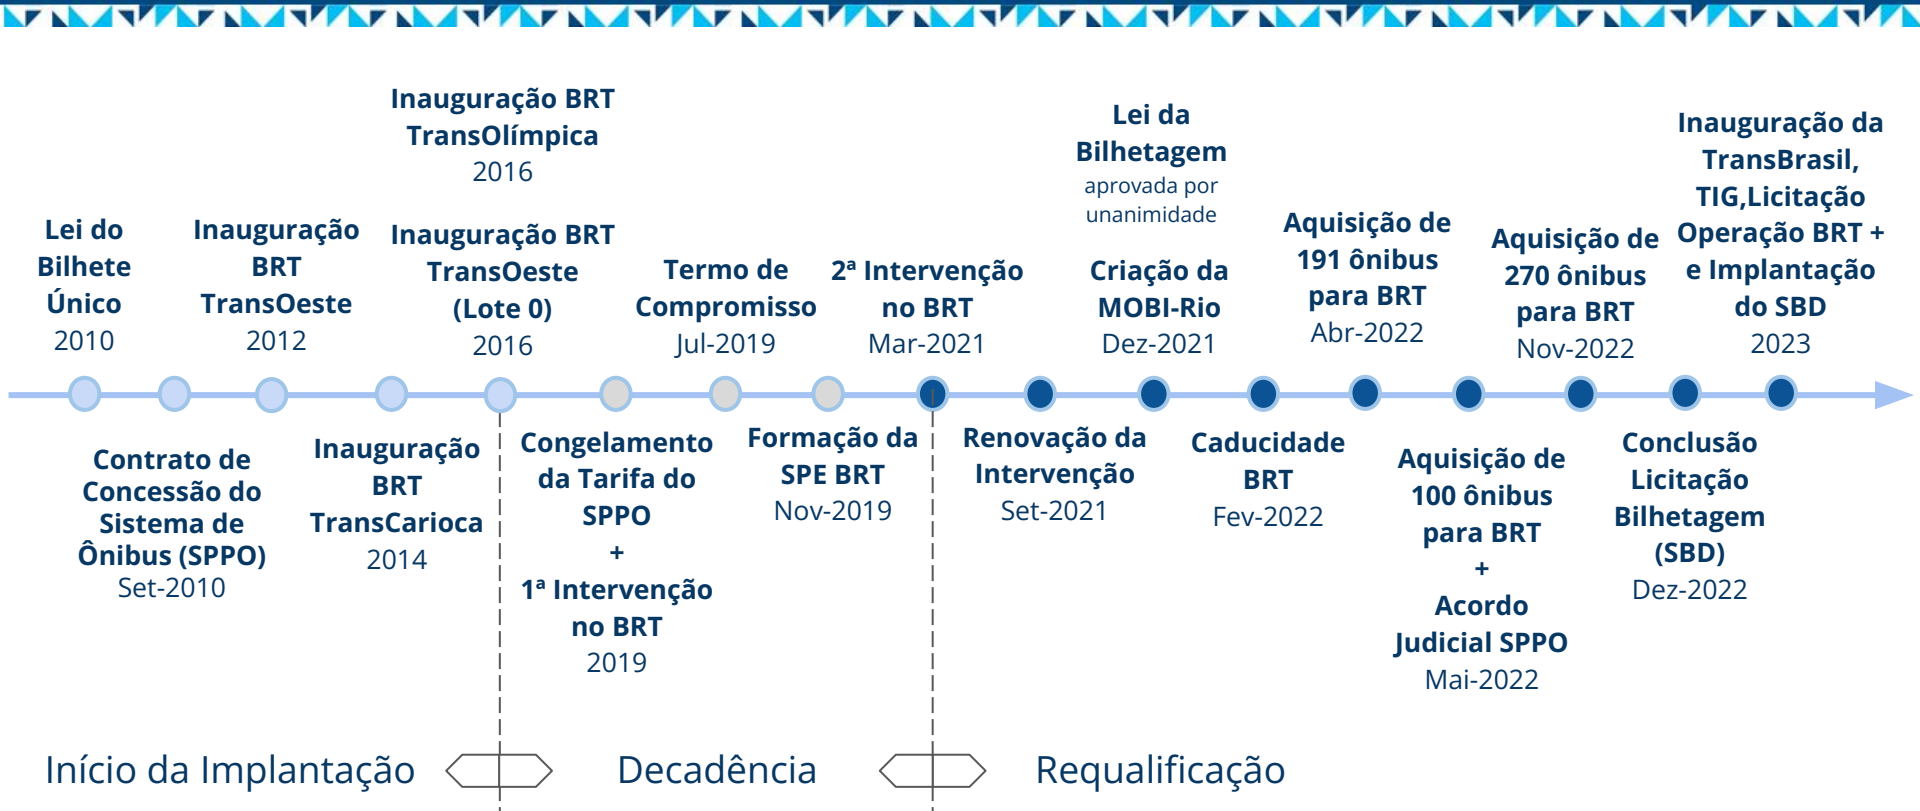 Lei do
Bilhete
Único
2010
Contrato de
Concessão do
Sistema de
Ônibus (SPPO)
Set-2010
Inauguração
BRT
TransOeste
2012
Inauguração
BRT
TransCarioca
2014
Inauguração BRT
TransOlímpica
2016
Inauguração BRT
TransOeste
(Lote 0)
2016
Congelamento
da Tarifa do
SPPO
+
1ª Intervenção
no BRT
2019
Termo de
Compromisso
Jul-2019
Formação da
SPE BRT
Nov-2019
2ª Intervenção
no BRT
Mar-2021
Renovação da
Intervenção
Set-2021
Lei da
Bilhetagem
aprovada por
unanimidade
Criação da
MOBI-Rio
Dez-2021
Caducidade
BRT
Fev-2022
Aquisição de
191 ônibus
para BRT
Abr-2022
Aquisição de
100 ônibus
para BRT
+
Acordo
Judicial SPPO
Mai-2022
Aquisição de
270 ônibus
para BRT
Nov-2022
Conclusão
Licitação
Bilhetagem
(SBD)
Dez-2022
Inauguração da
TransBrasil,
TIG,Licitação
Operação BRT +
e Implantação
do SBD
2023
Início da Implantação
Decadência
Requalificação